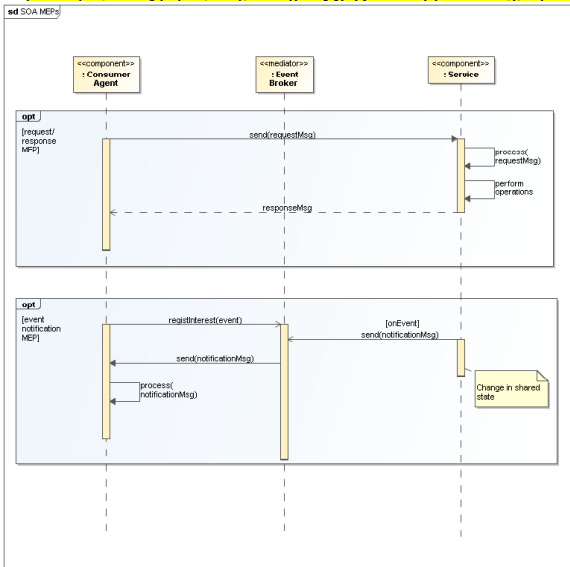 sd SOA MEPs
<<component>>
: Consumer
Agent
<<mediator>>
: Event
Broker
<<component>>
: Service
opt
[request/
response
MEP]
send(requestMsg)
process(
requestMsg)
perform
operations
responseMsg
opt
[event
notification
MEP]
registInterest(event)
[onEvent]
send(notificationMsg)
send(notificationMsg)
process(
notificationMsg)
Change in shared
state